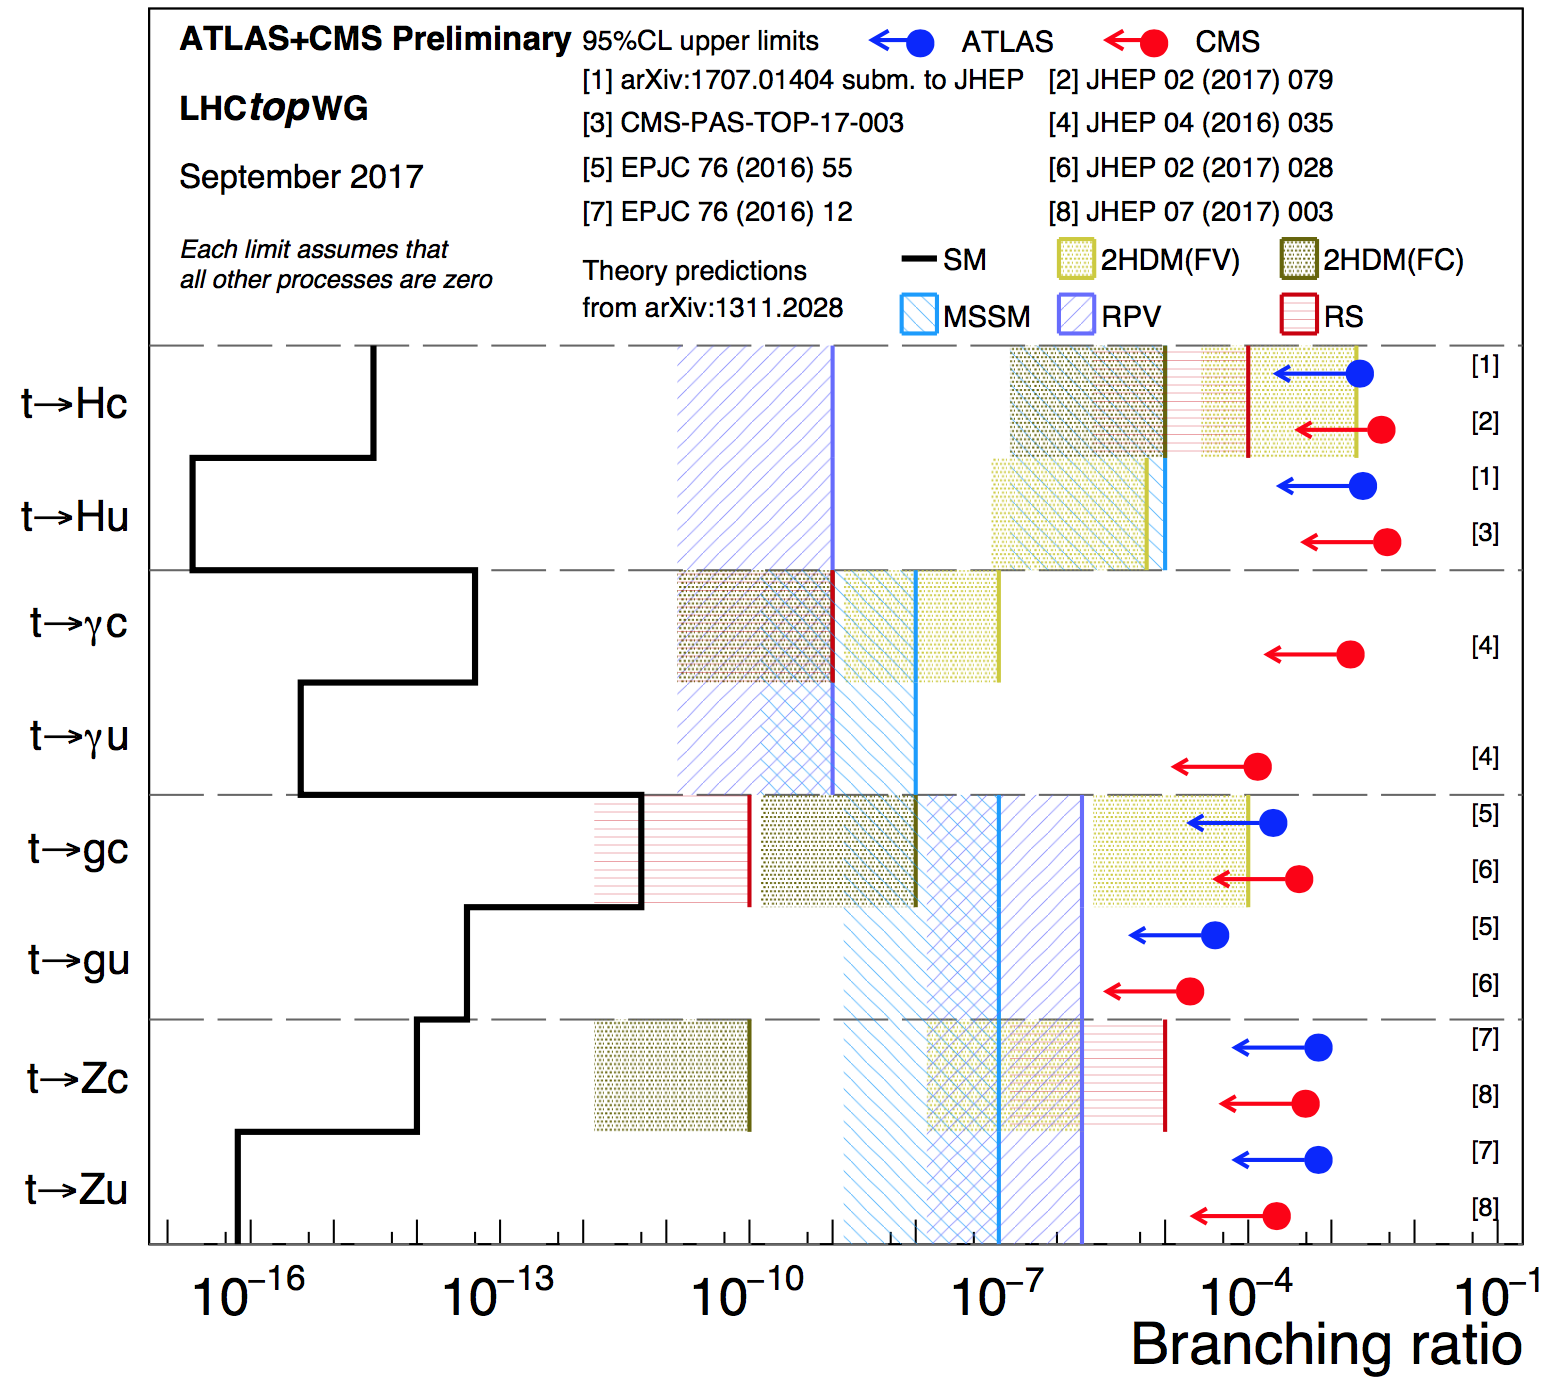 ATLAS+CMS Preliminary
LHCtopWG
September 2017
Each limit assumes that
all other processes are zero
95%CL upper limits ATLAS CMS
[1] arXiv:1707.01404 subm. to JHEP [2] JHEP 02 (2017) 079
[3] CMS-PAS-TOP-17-003 [4] JHEP 04 (2016) 035
[5] EPJC 76 (2016) 55 [6] JHEP 02 (2017) 028
[7] EPJC 76 (2016) 12 [8] JHEP 07 (2017) 003
Theory predictions
from arXiv:1311.2028
SM 2HDM(FV) 2HDM(FC)
MSSM RPV RS
t→Hc [1]
[2]
t→Hu [1]
[3]
t→γc [4]
t→γu [4]
t→gc [5]
[6]
t→gu [5]
[6]
t→Zc [7]
[8]
t→Zu [7]
[8]
10⁻¹⁶ 10⁻¹³ 10⁻¹⁰ 10⁻⁷ 10⁻⁴ 10⁻¹
Branching ratio